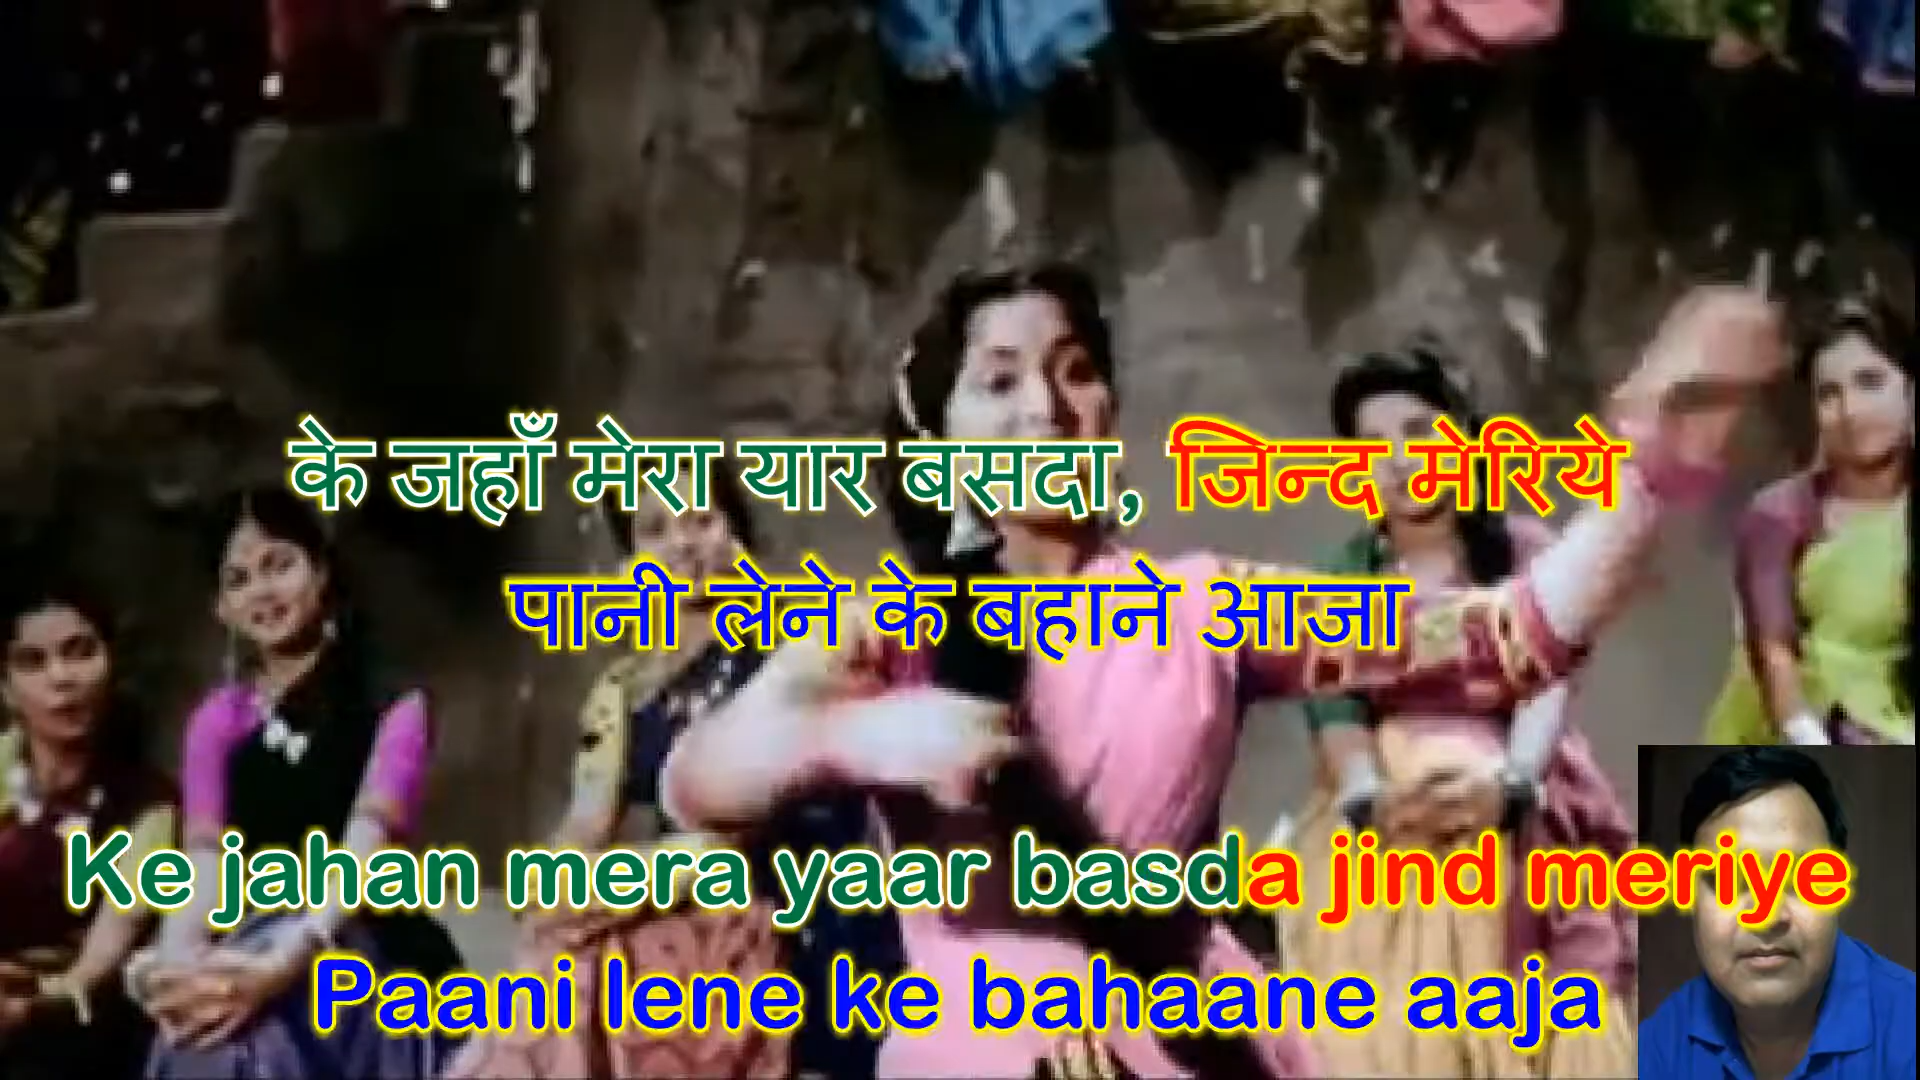 के जहाँ मेरा यार बसदा, जिन्द मेरिये
पानी लेने के बहाने आजा
Ke jahan mera yaar basda jind meriye
Paani lene ke bahaane aaja